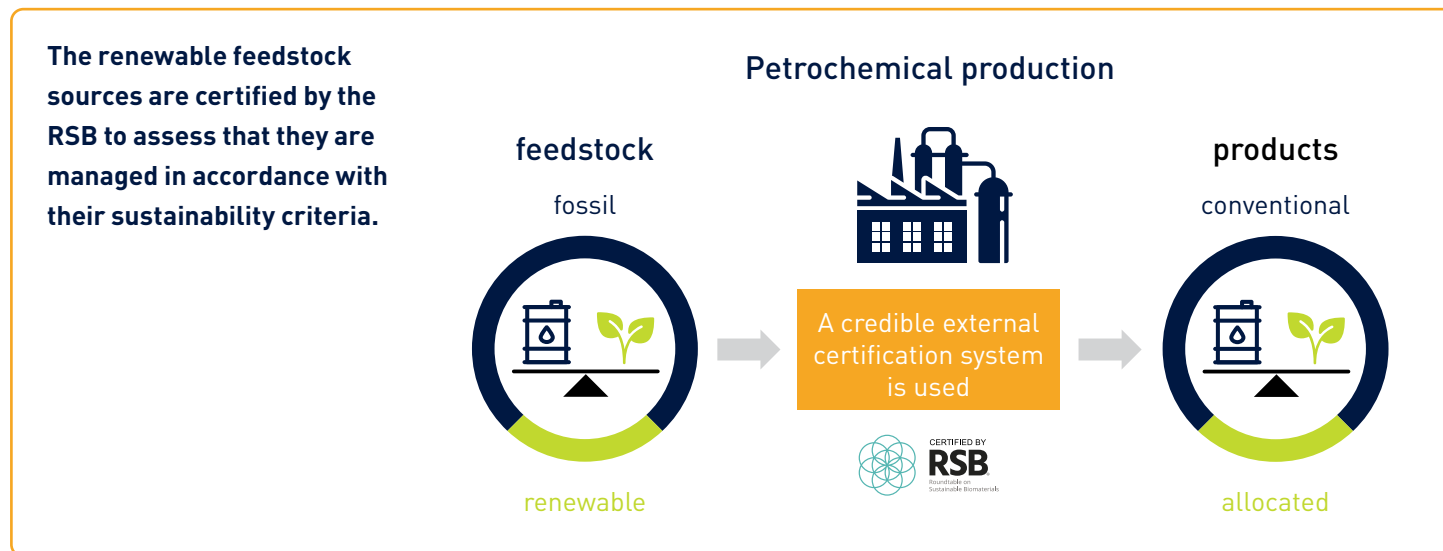 The renewable feedstock
sources are certified by the
RSB to assess that they are
managed in accordance with
their sustainability criteria.
Petrochemical production
feedstock
fossil
renewable
A credible external
certification system
is used
CERTIFIED BY
RSB
Roundtable on
Sustainable Biomaterials
products
conventional
allocated